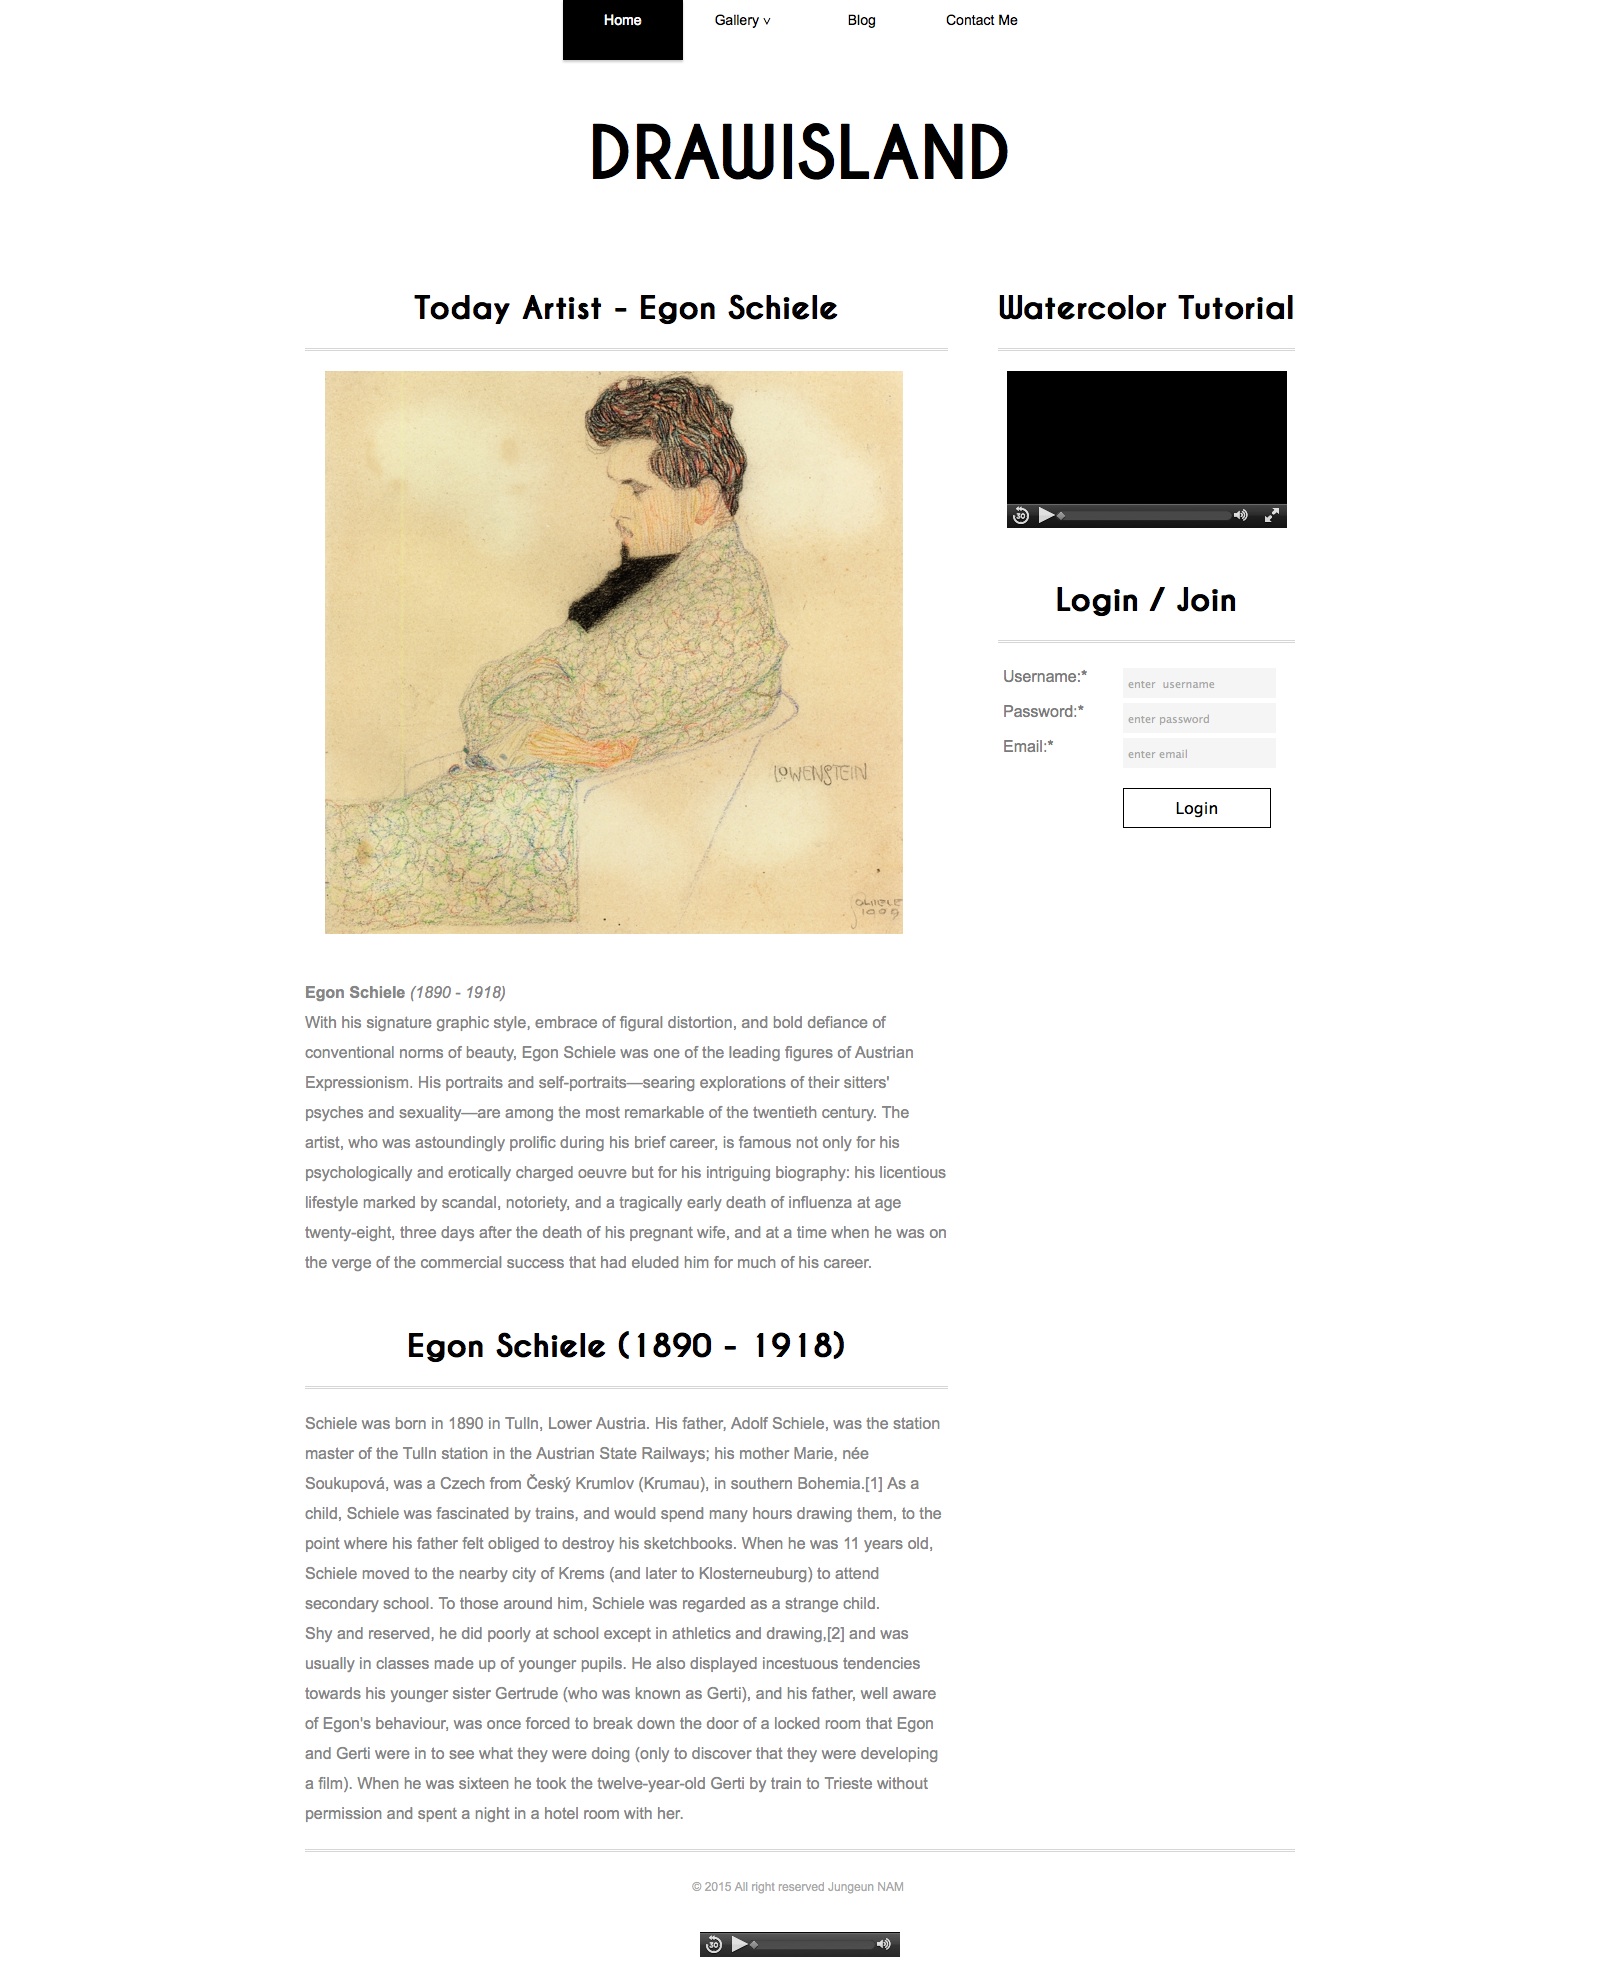 Home
Gallery v
Blog
Contact Me
DRAWISLAND
Today Artist - Egon Schiele
LOWENSTEIN
SCHIELE
1909
Egon Schiele (1890 - 1918)
With his signature graphic style, embrace of figural distortion, and bold defiance of
conventional norms of beauty, Egon Schiele was one of the leading figures of Austrian
Expressionism. His portraits and self-portraits—searing explorations of their sitters'
psyches and sexuality—are among the most remarkable of the twentieth century. The
artist, who was astoundingly prolific during his brief career, is famous not only for his
psychologically and erotically charged oeuvre but for his intriguing biography: his licentious
lifestyle marked by scandal, notoriety, and a tragically early death of influenza at age
twenty-eight, three days after the death of his pregnant wife, and at a time when he was on
the verge of the commercial success that had eluded him for much of his career.
Egon Schiele (1890 - 1918)
Schiele was born in 1890 in Tulln, Lower Austria. His father, Adolf Schiele, was the station
master of the Tulln station in the Austrian State Railways; his mother Marie, née
Soukupová, was a Czech from Český Krumlov (Krumau), in southern Bohemia.[1] As a
child, Schiele was fascinated by trains, and would spend many hours drawing them, to the
point where his father felt obliged to destroy his sketchbooks. When he was 11 years old,
Schiele moved to the nearby city of Krems (and later to Klosterneuburg) to attend
secondary school. To those around him, Schiele was regarded as a strange child.
Shy and reserved, he did poorly at school except in athletics and drawing,[2] and was
usually in classes made up of younger pupils. He also displayed incestuous tendencies
towards his younger sister Gertrude (who was known as Gerti), and his father, well aware
of Egon's behaviour, was once forced to break down the door of a locked room that Egon
and Gerti were in to see what they were doing (only to discover that they were developing
a film). When he was sixteen he took the twelve-year-old Gerti by train to Trieste without
permission and spent a night in a hotel room with her.
Watercolor Tutorial
30
Login / Join
Username:*
enter  username
Password:*
enter password
Email:*
enter email
Login
© 2015 All right reserved Jungeun NAM
30